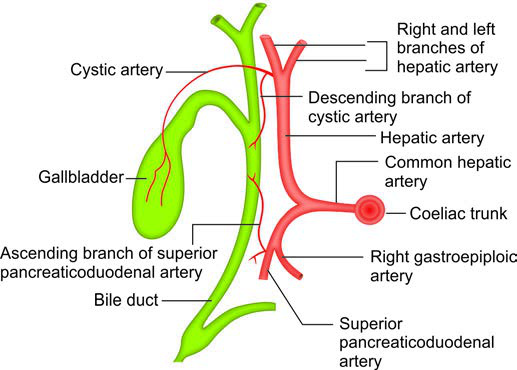 Right and left
branches of
hepatic artery
Cystic artery
Descending branch of
cystic artery
Hepatic artery
Common hepatic
artery
Gallbladder
Coeliac trunk
Ascending branch of superior
pancreaticoduodenal artery
Right gastroepiploic
artery
Bile duct
Superior
pancreaticoduodenal
artery